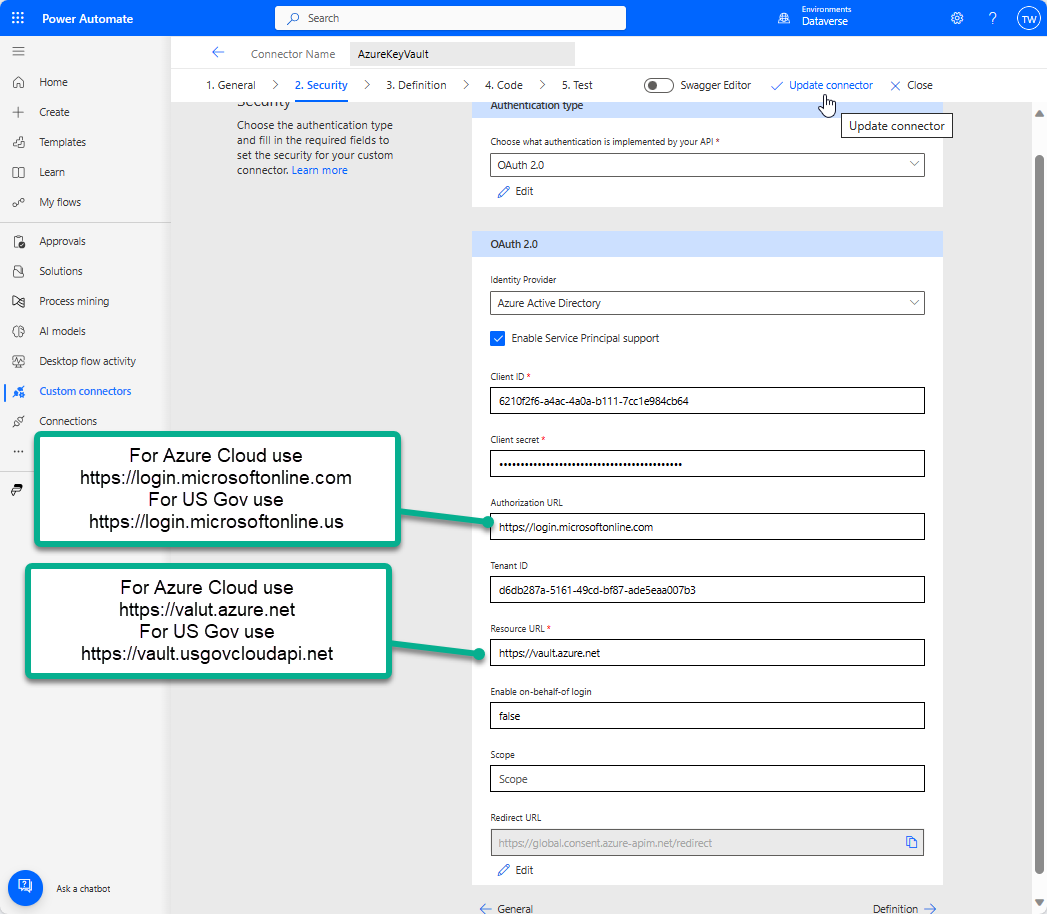 Power Automate
Search
Environments
Dataverse
?
TW
Connector Name
AzureKeyVault
1. General
2. Security
3. Definition
4. Code
5. Test
Swagger Editor
Update connector
Close
Update connector
Home
Create
Templates
Learn
My flows
Approvals
Solutions
Process mining
AI models
Desktop flow activity
Custom connectors
Connections
Ask a chatbot
Security
Choose the authentication type
and fill in the required fields to
set the security for your custom
connector. Learn more
Authentication type
Choose what authentication is implemented by your API *
OAuth 2.0
Edit
OAuth 2.0
Identity Provider
Azure Active Directory
Enable Service Principal support
Client ID *
6210f2f6-a4ac-4a0a-b111-7cc1e984cb64
Client secret *
••••••••••••••••••••••••••••••••••••••••
Authorization URL
https://login.microsoftonline.com
Tenant ID
d6db287a-5161-49cd-bf87-ade5eaa007b3
Resource URL *
https://vault.azure.net
Enable on-behalf-of login
false
Scope
Scope
Redirect URL
https://global.consent.azure-apim.net/redirect
Edit
General
Definition
For Azure Cloud use
https://login.microsoftonline.com
For US Gov use
https://login.microsoftonline.us
For Azure Cloud use
https://valut.azure.net
For US Gov use
https://vault.usgovcloudapi.net